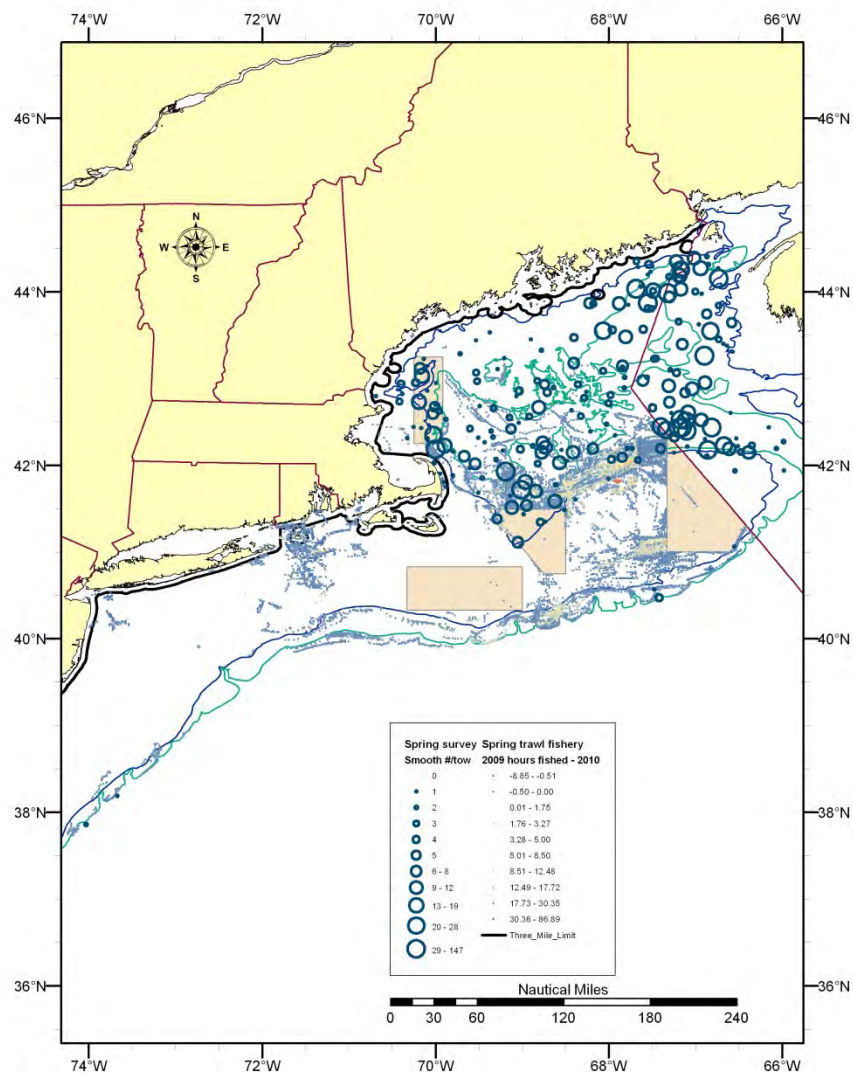 74°W 72°W 70°W 68°W 66°W
46°N 46°N
N
W E
S
44°N 44°N
42°N 42°N
40°N 40°N
38°N 38°N
36°N 36°N
Spring survey Spring trawl fishery
Smooth #/tow 2009 hours fished - 2010
0 -8.85 - -0.51
1 -0.50 - 0.00
2 0.01 - 1.75
3 1.76 - 3.27
4 3.28 - 5.00
5 5.01 - 8.50
6 - 8 8.51 - 12.48
9 - 12 12.49 - 17.72
13 - 19 17.73 - 30.35
20 - 28 30.36 - 86.89
29 - 147 Three_Mile_Limit
Nautical Miles
0 15 30 60 120 180 240
74°W 72°W 70°W 68°W 66°W